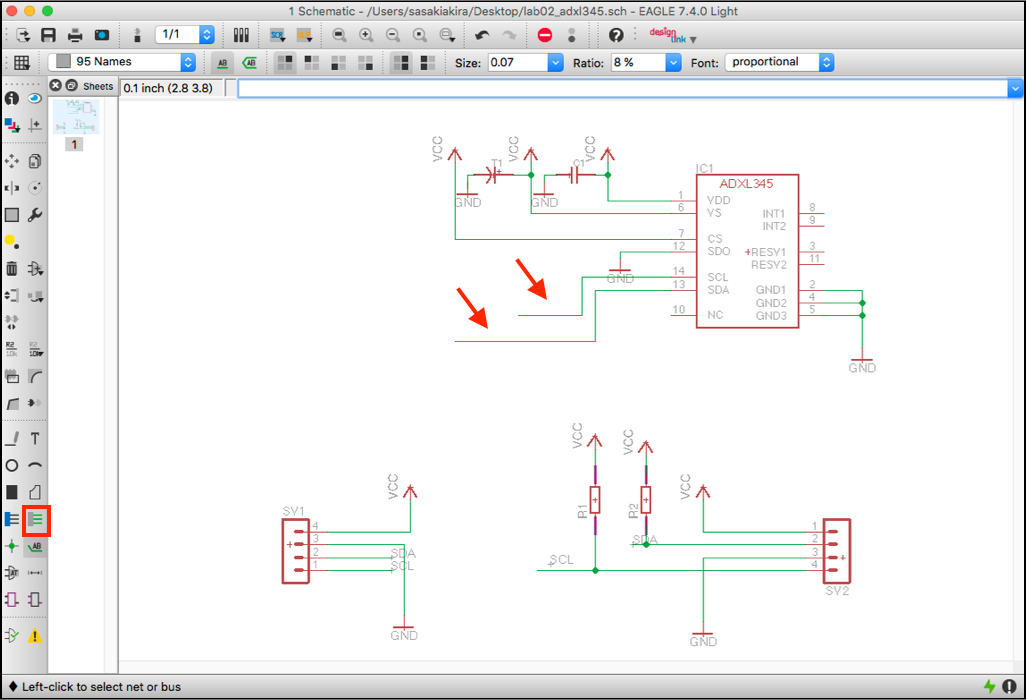 1 Schematic - /Users/sasakiakira/Desktop/lab02_adxl345.sch - EAGLE 7.4.0 Light
1/1
design link
95 Names
Size: 0.07
Ratio: 8 %
Font: proportional
Sheets
0.1 inch (2.8 3.8)
1
VCC
VCC
VCC
T1
C1
GND
GND
IC1
ADXL345
1
VDD
6
VS
7
CS
12
SDO
14
SCL
13
SDA
10
NC
INT1
8
INT2
9
RESV1
3
RESV2
11
GND1
2
GND2
4
GND3
5
GND
GND
VCC
VCC
VCC
VCC
R1
R2
SV1
4
3
2
1
SDA
SCL
GND
SCL
SDA
1
2
3
4
SV2
GND
Left-click to select net or bus